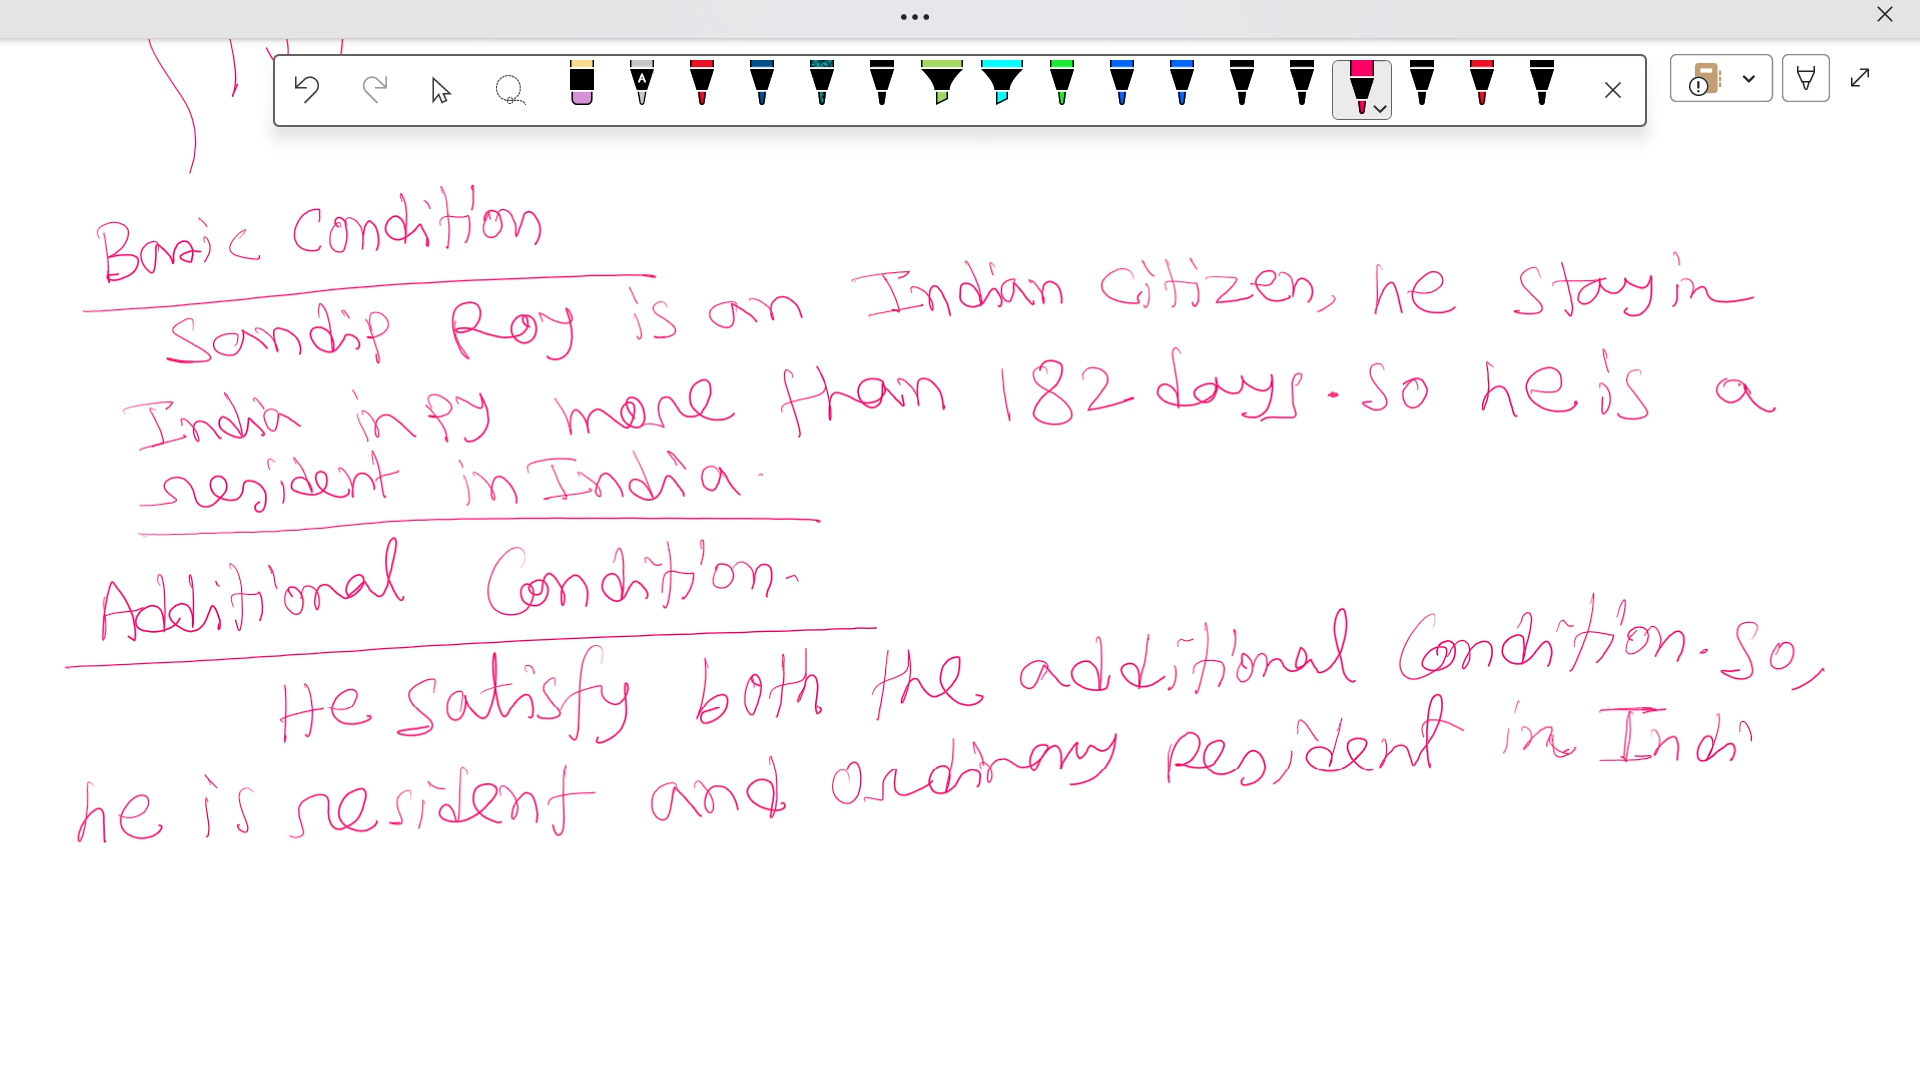 Basic Condition
Sandip Roy is an Indian Citizen, he stay in
India in PY more than 182 days. So he is a
resident in India.
Additional Condition.
He satisfy both the additional Condition. So,
he is resident and ordinary Resident in Indi